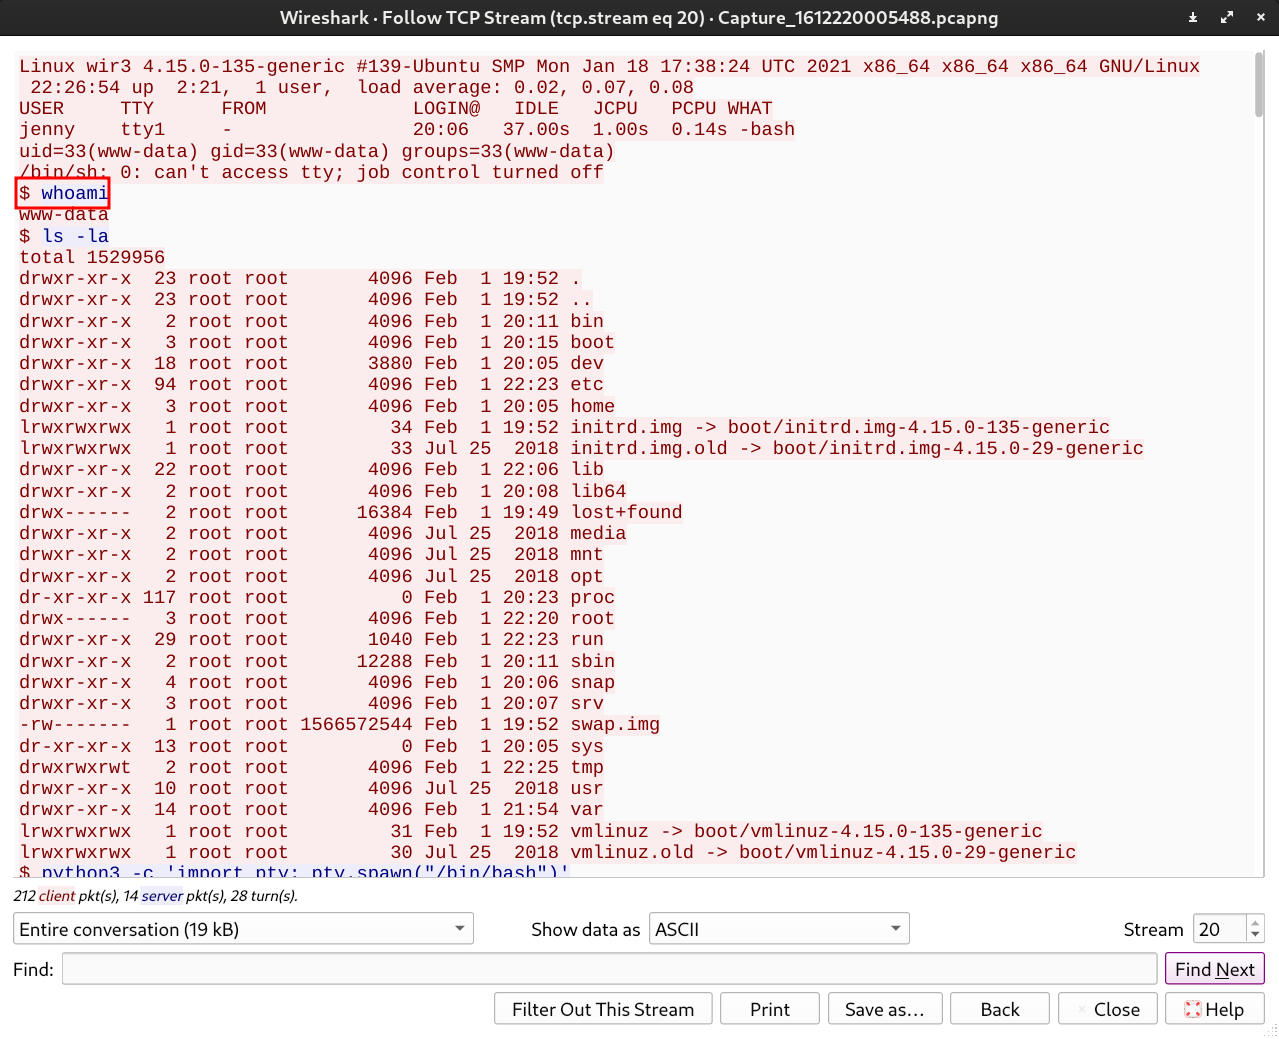 Wireshark · Follow TCP Stream (tcp.stream eq 20) · Capture_1612220005488.pcapng
Linux wir3 4.15.0-135-generic #139-Ubuntu SMP Mon Jan 18 17:38:24 UTC 2021 x86_64 x86_64 x86_64 GNU/Linux
 22:26:54 up  2:21,  1 user,  load average: 0.02, 0.07, 0.08
USER     TTY      FROM             LOGIN@   IDLE   JCPU   PCPU WHAT
jenny    tty1     -                20:06   37.00s  1.00s  0.14s -bash
uid=33(www-data) gid=33(www-data) groups=33(www-data)
/bin/sh: 0: can't access tty; job control turned off
$ whoami
www-data
$ ls -la
total 1529956
drwxr-xr-x  23 root root       4096 Feb  1 19:52 .
drwxr-xr-x  23 root root       4096 Feb  1 19:52 ..
drwxr-xr-x   2 root root       4096 Feb  1 20:11 bin
drwxr-xr-x   3 root root       4096 Feb  1 20:15 boot
drwxr-xr-x  18 root root       3880 Feb  1 20:05 dev
drwxr-xr-x  94 root root       4096 Feb  1 22:23 etc
drwxr-xr-x   3 root root       4096 Feb  1 20:05 home
lrwxrwxrwx   1 root root         34 Feb  1 19:52 initrd.img -> boot/initrd.img-4.15.0-135-generic
lrwxrwxrwx   1 root root         33 Jul 25  2018 initrd.img.old -> boot/initrd.img-4.15.0-29-generic
drwxr-xr-x  22 root root       4096 Feb  1 22:06 lib
drwxr-xr-x   2 root root       4096 Feb  1 20:08 lib64
drwx------   2 root root      16384 Feb  1 19:49 lost+found
drwxr-xr-x   2 root root       4096 Jul 25  2018 media
drwxr-xr-x   2 root root       4096 Jul 25  2018 mnt
drwxr-xr-x   2 root root       4096 Jul 25  2018 opt
dr-xr-xr-x 117 root root          0 Feb  1 20:23 proc
drwx------   3 root root       4096 Feb  1 22:20 root
drwxr-xr-x  29 root root       1040 Feb  1 22:23 run
drwxr-xr-x   2 root root      12288 Feb  1 20:11 sbin
drwxr-xr-x   4 root root       4096 Feb  1 20:06 snap
drwxr-xr-x   3 root root       4096 Feb  1 20:07 srv
-rw-------   1 root root 1566572544 Feb  1 19:52 swap.img
dr-xr-xr-x  13 root root          0 Feb  1 20:05 sys
drwxrwxrwt   2 root root       4096 Feb  1 22:25 tmp
drwxr-xr-x  10 root root       4096 Jul 25  2018 usr
drwxr-xr-x  14 root root       4096 Feb  1 21:54 var
lrwxrwxrwx   1 root root         31 Feb  1 19:52 vmlinuz -> boot/vmlinuz-4.15.0-135-generic
lrwxrwxrwx   1 root root         30 Jul 25  2018 vmlinuz.old -> boot/vmlinuz-4.15.0-29-generic
$ python3 -c 'import pty; pty.spawn("/bin/bash")'
212 client pkt(s), 14 server pkt(s), 28 turn(s).
Entire conversation (19 kB) Show data as ASCII Stream 20
Find: Find Next
Filter Out This Stream Print Save as… Back Close Help